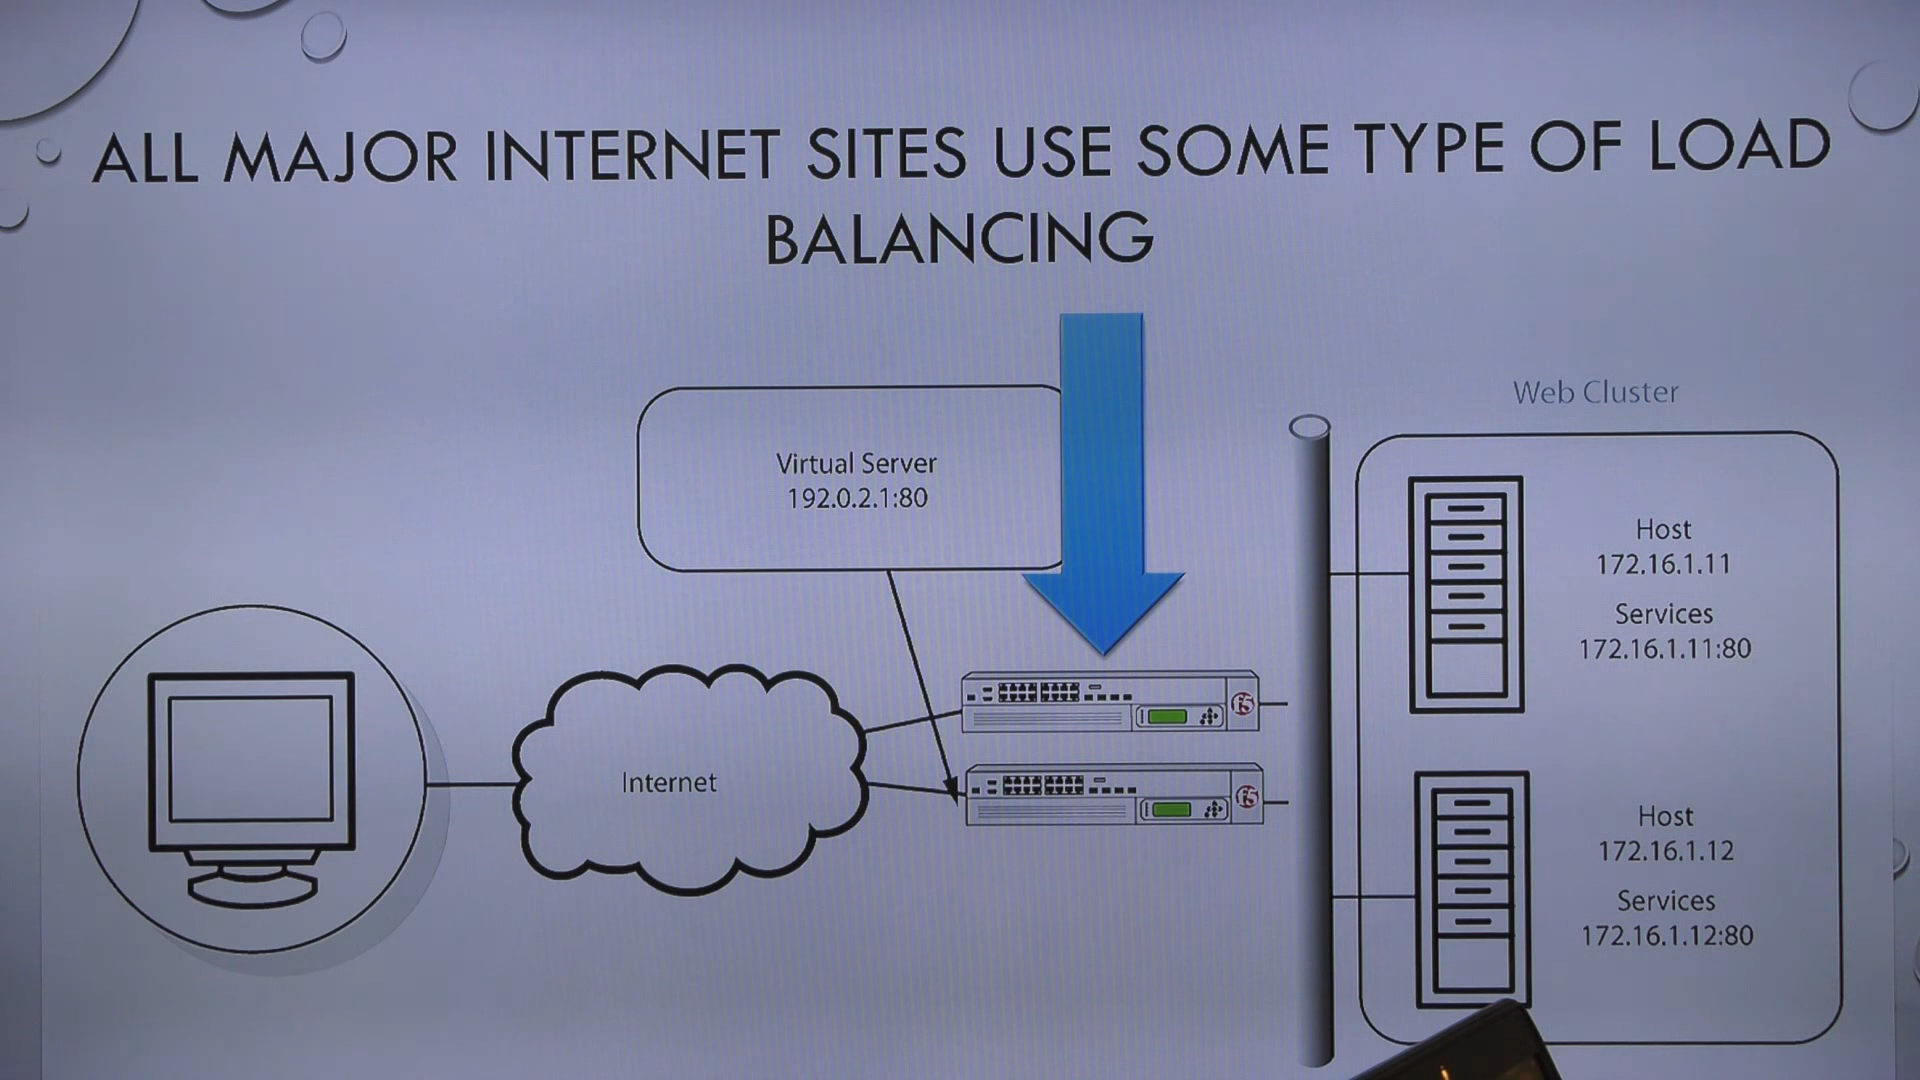 ALL MAJOR INTERNET SITES USE SOME TYPE OF LOAD
BALANCING
Web Cluster
Virtual Server
192.0.2.1:80
Host
172.16.1.11
Services
172.16.1.11:80
Internet
f5
f5
Host
172.16.1.12
Services
172.16.1.12:80